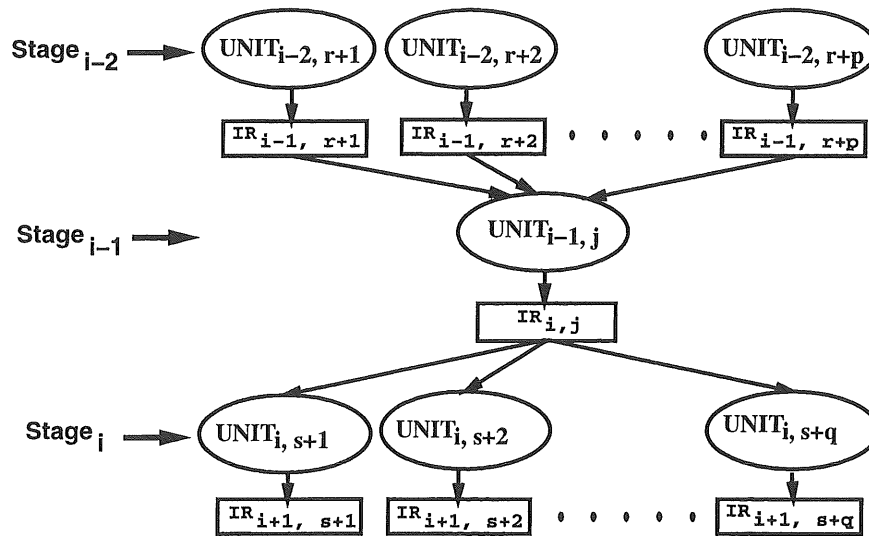 Stage i−2 UNIT i−2, r+1 UNIT i−2, r+2 UNIT i−2, r+p
IR i−1, r+1 IR i−1, r+2 IR i−1, r+p
Stage i−1 UNIT i−1, j
IR i,j
Stage i UNIT i, s+1 UNIT i, s+2 UNIT i, s+q
IR i+1, s+1 IR i+1, s+2 IR i+1, s+q